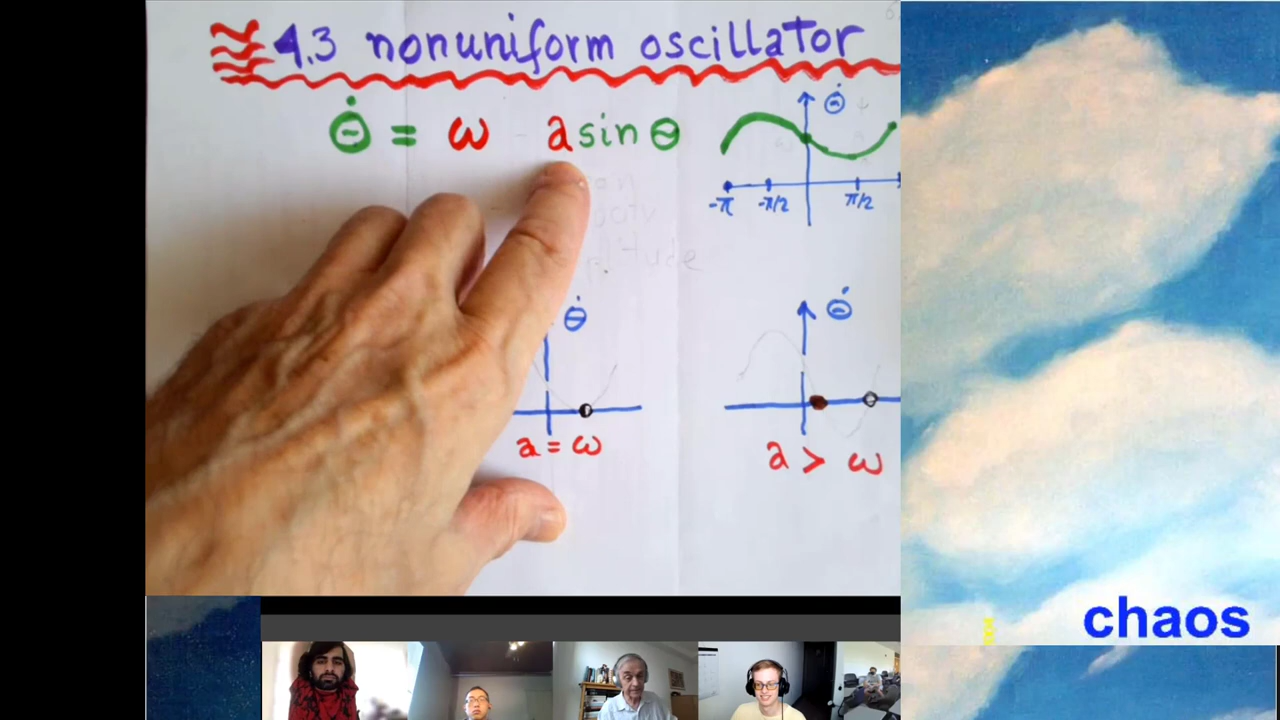 4.3 nonuniform oscillator
θ̇ = ω - a sin θ
θ̇
-π -π/2 π/2
θ̇
θ̇
a = ω
a > ω
chaos